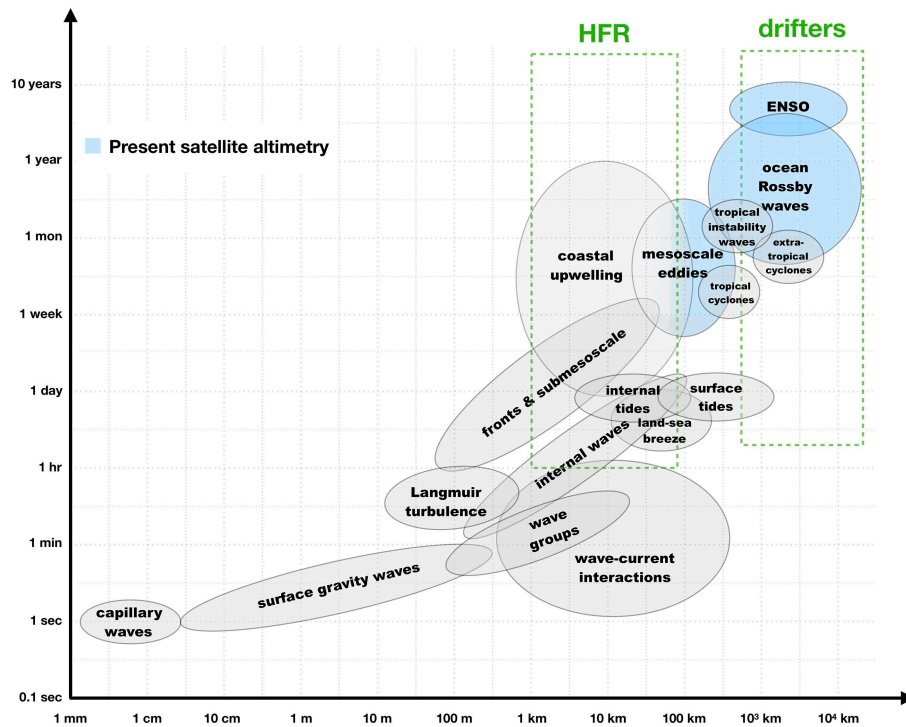 HFR
drifters
10 years
ENSO
Present satellite altimetry
1 year
ocean
Rossby
waves
tropical
instability
waves
1 mon
extra-
tropical
cyclones
coastal
upwelling
mesoscale
eddies
tropical
cyclones
1 week
fronts & submesoscale
1 day
internal
tides
surface
tides
land-sea
breeze
internal waves
1 hr
Langmuir
turbulence
wave
groups
1 min
wave-current
interactions
surface gravity waves
capillary
waves
1 sec
0.1 sec
1 mm
1 cm
10 cm
1 m
10 m
100 m
1 km
10 km
100 km
10³ km
10⁴ km